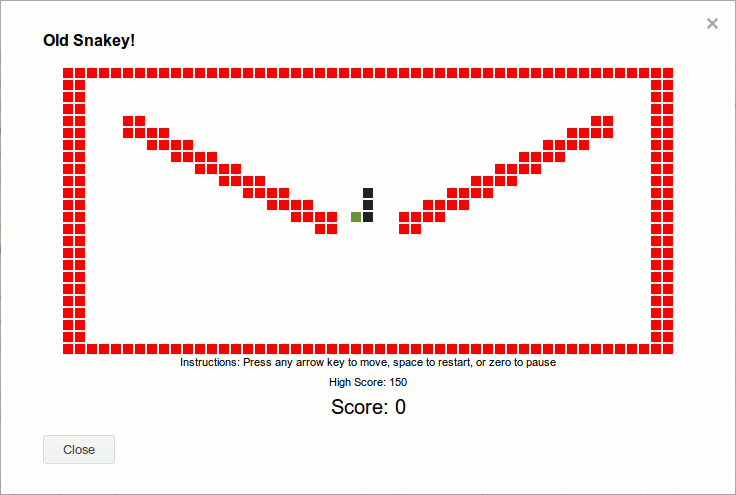 Old Snakey!
Instructions: Press any arrow key to move, space to restart, or zero to pause
High Score: 150
Score: 0
Close